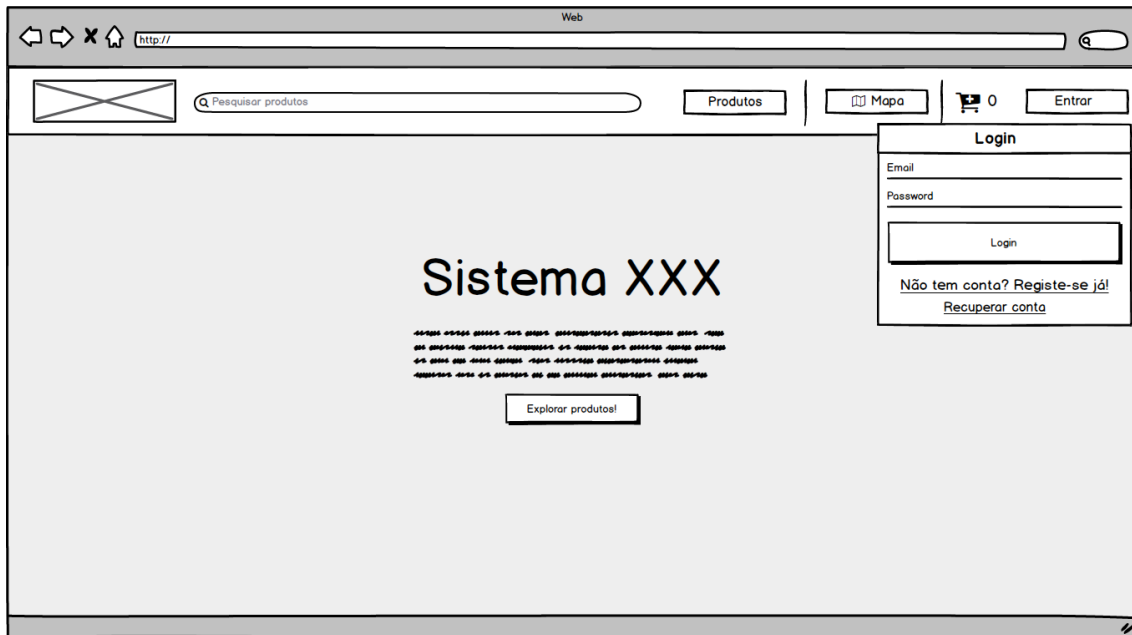 Web
http://
Pesquisar produtos
Produtos
Mapa
0
Entrar
Login
Email
Password
Login
Não tem conta? Registe-se já!
Recuperar conta
Sistema XXX
Explorar produtos!